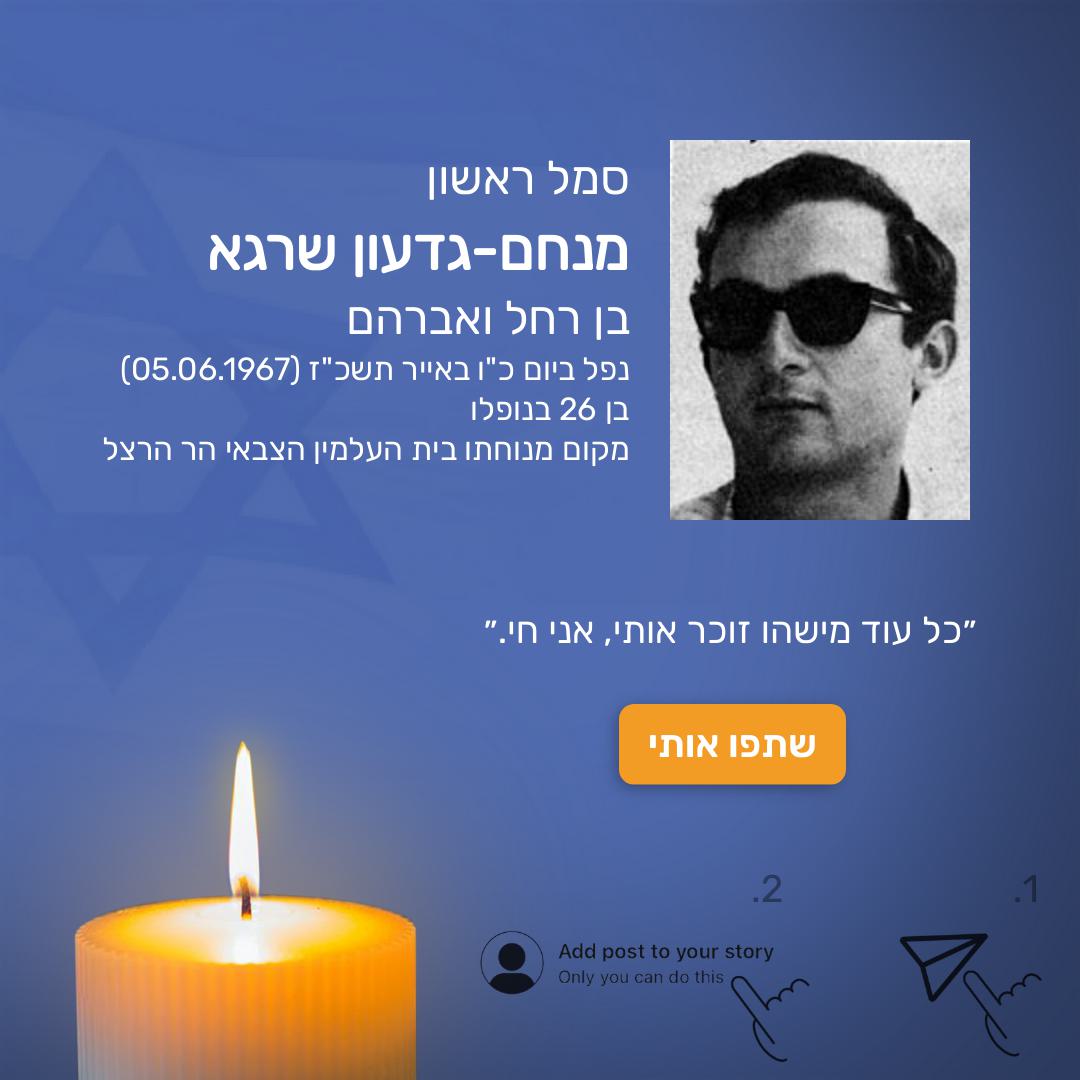 סמל ראשון
מנחם-גדעון שרגא
בן רחל ואברהם
נפל ביום כ"ו באייר תשכ"ז (05.06.1967)
בן 26 בנופלו
מקום מנוחתו בית העלמין הצבאי הר הרצל
״כל עוד מישהו זוכר אותי, אני חי.״
שתפו אותי
1.
2.
Add post to your story
Only you can do this